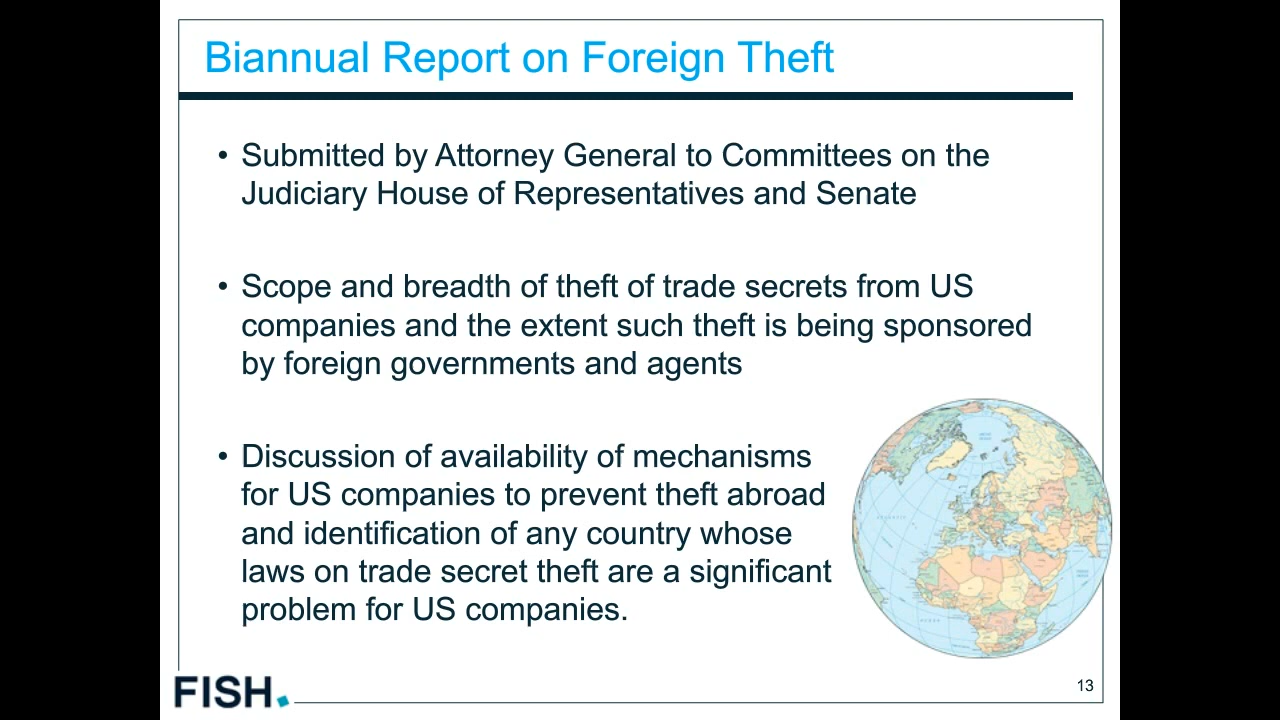 Biannual Report on Foreign Theft
• Submitted by Attorney General to Committees on the
Judiciary House of Representatives and Senate
• Scope and breadth of theft of trade secrets from US
companies and the extent such theft is being sponsored
by foreign governments and agents
• Discussion of availability of mechanisms
for US companies to prevent theft abroad
and identification of any country whose
laws on trade secret theft are a significant
problem for US companies.
FISH.
13